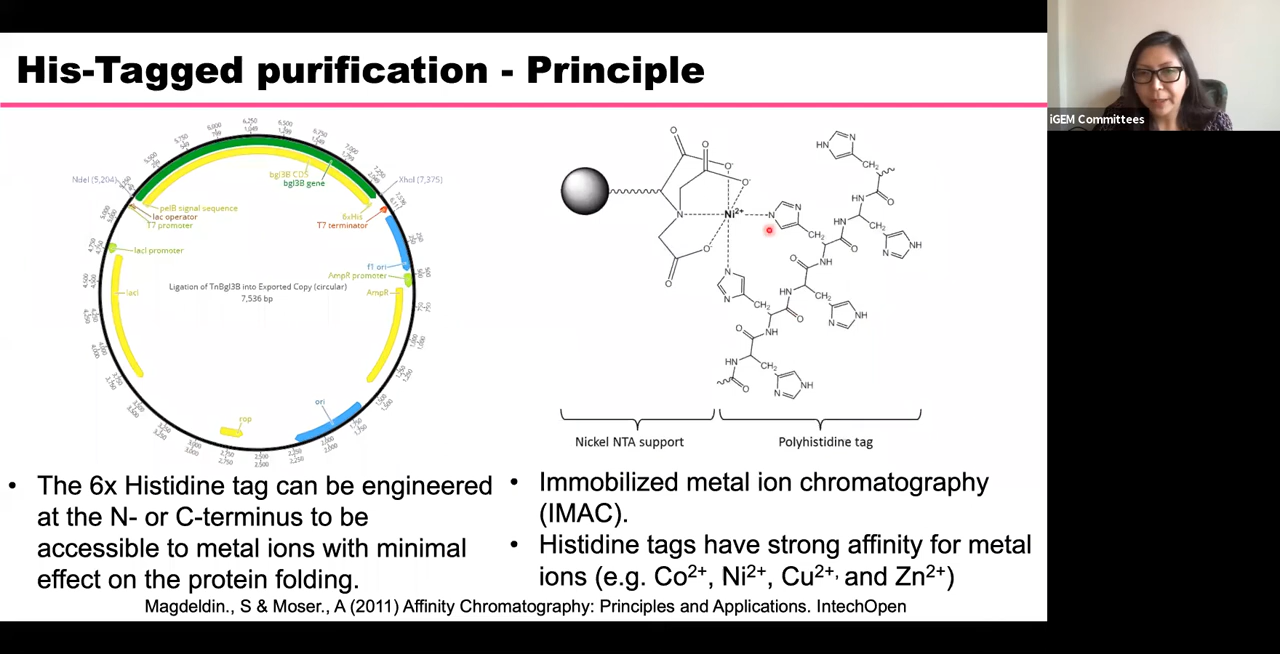 His-Tagged purification - Principle
iGEM Committees
NdeI (5,204)
XhoI (7,375)
bgl3B CDS
bgl3B gene
pelB signal sequence
lac operator
T7 promoter
6xHis
T7 terminator
lacI promoter
f1 ori
AmpR promoter
Ligation of TnBgl3B into Exported Copy (circular)
7,536 bp
AmpR
lacI
ori
rop
Ni2+
Nickel NTA support
Polyhistidine tag
• The 6x Histidine tag can be engineered
at the N- or C-terminus to be
accessible to metal ions with minimal
effect on the protein folding.
• Immobilized metal ion chromatography
(IMAC).
• Histidine tags have strong affinity for metal
ions (e.g. Co2+, Ni2+, Cu2+, and Zn2+)
Magdeldin., S & Moser., A (2011) Affinity Chromatography: Principles and Applications. IntechOpen